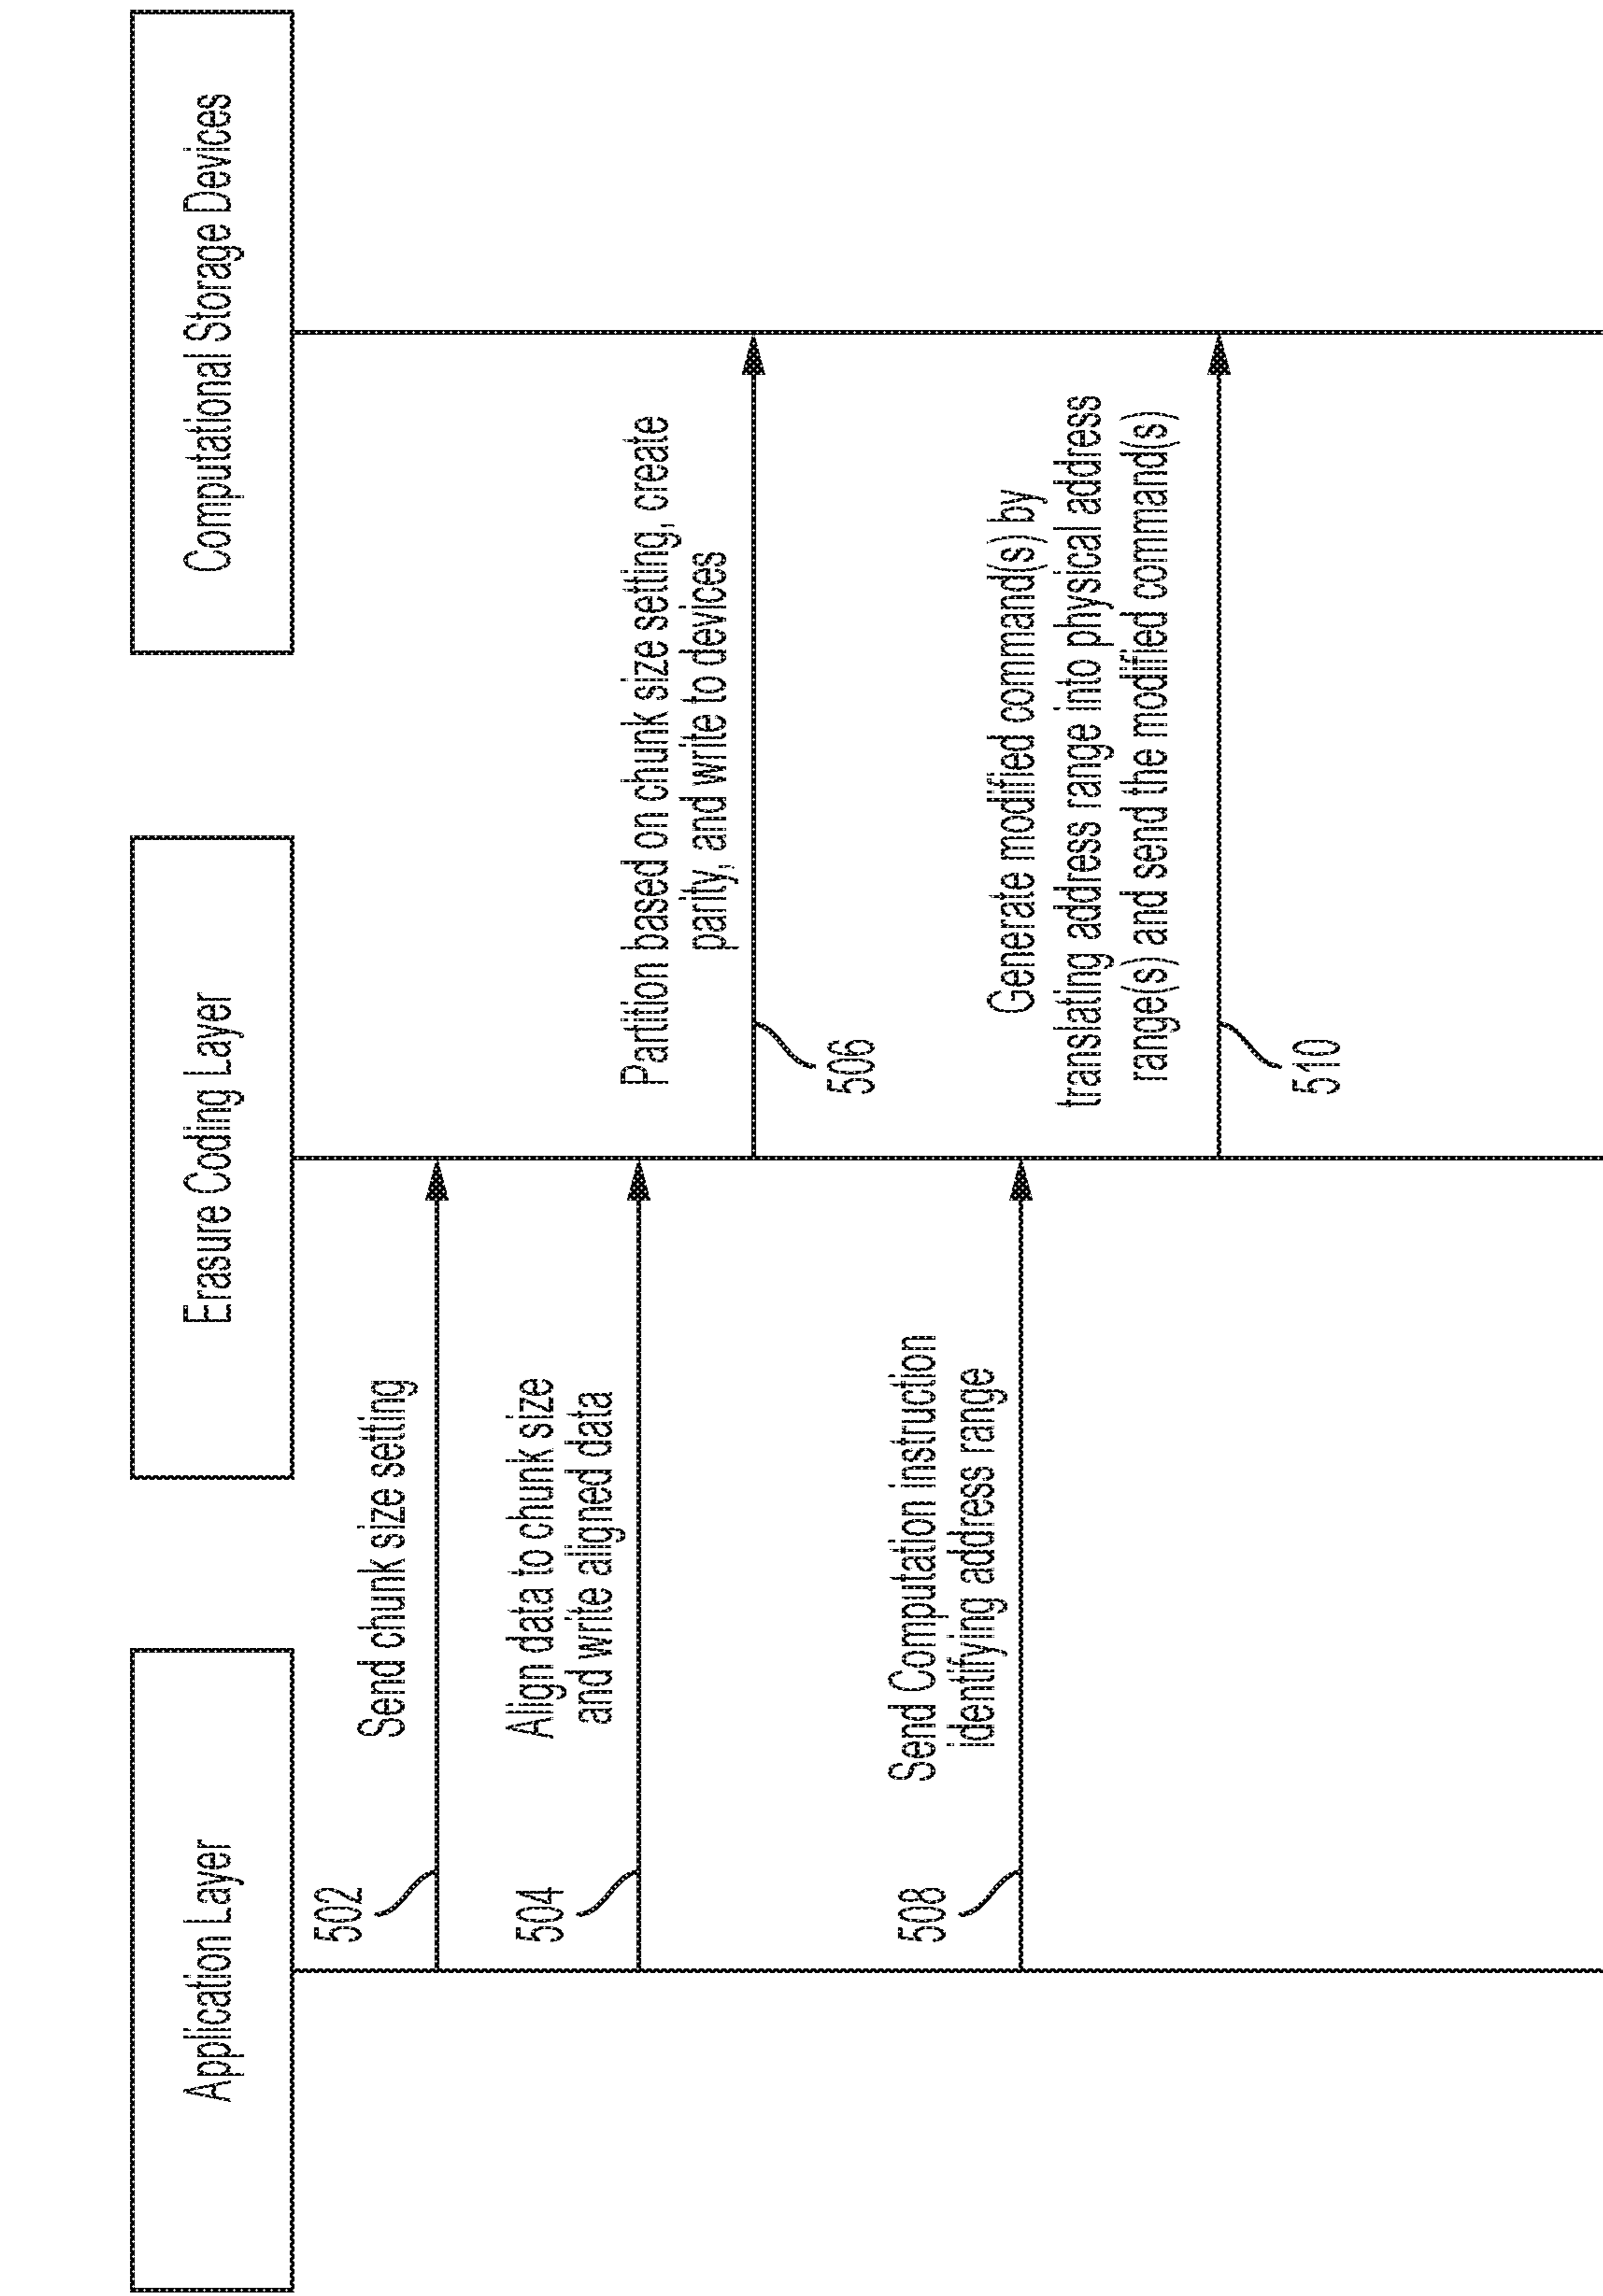 Application Layer
Erasure Coding Layer
Computational Storage Devices
502
Send chunk size setting
504
Align data to chunk size
and write aligned data
Partition based on chunk size setting, create
parity, and write to devices
506
508
Send Computation instruction
identifying address range
Generate modified command(s) by
translating address range into physical address
range(s) and send the modified command(s)
510